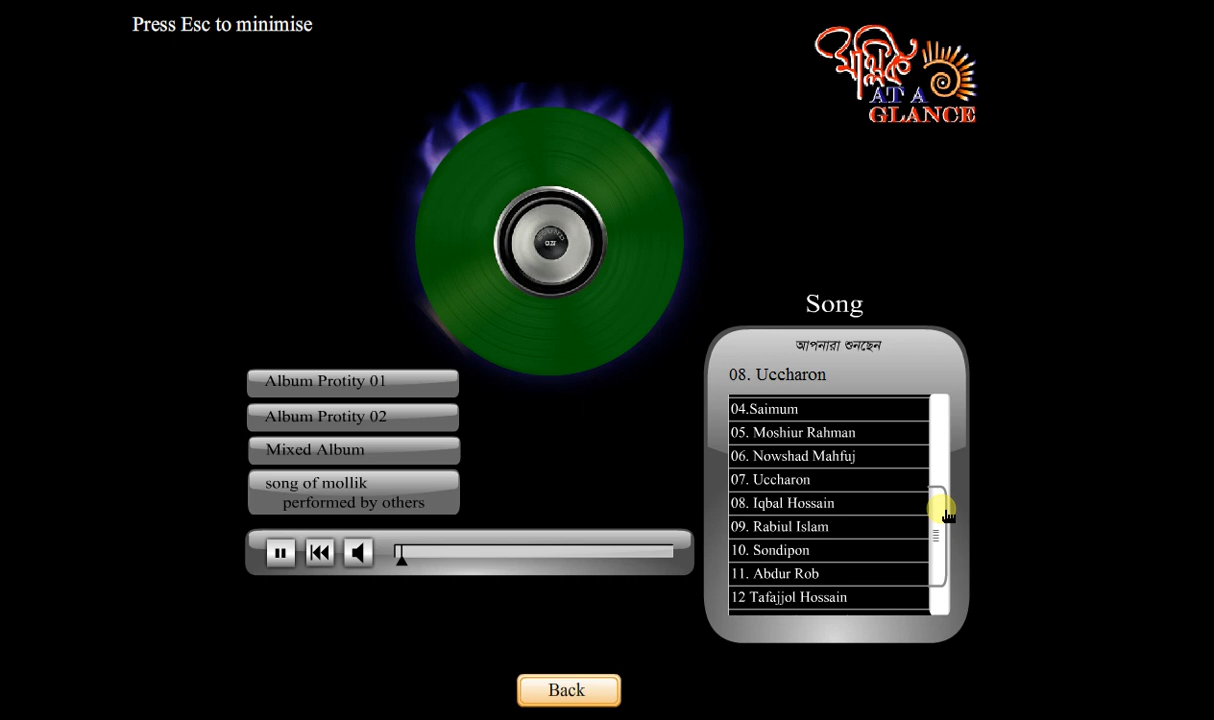 Press Esc to minimise
মল্লিক
AT A
GLANCE
SOUND
Song
আপনারা শুনছেন
08. Uccharon
04.Saimum
05. Moshiur Rahman
06. Nowshad Mahfuj
07. Uccharon
08. Iqbal Hossain
09. Rabiul Islam
10. Sondipon
11. Abdur Rob
12 Tafajjol Hossain
Album Protity 01
Album Protity 02
Mixed Album
song of mollik
performed by others
Back